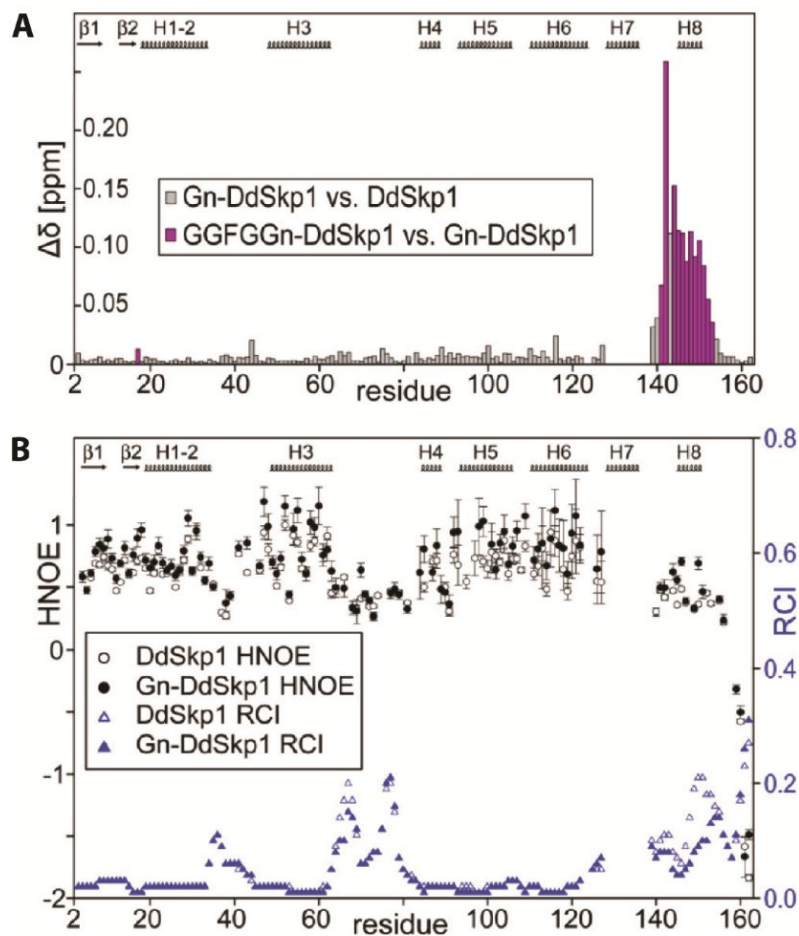 A
β1 β2 H1-2 H3 H4 H5 H6 H7 H8
0.20
0.15
0.10
0.05
0
Δδ [ppm]
Gn-DdSkp1 vs. DdSkp1
GGFGGn-DdSkp1 vs. Gn-DdSkp1
2 20 40 60 80 100 120 140 160
residue
B
β1 β2 H1-2 H3 H4 H5 H6 H7 H8
1
0
-1
-2
HNOE
0.8
0.6
0.4
0.2
0.0
RCI
DdSkp1 HNOE
Gn-DdSkp1 HNOE
DdSkp1 RCI
Gn-DdSkp1 RCI
2 20 40 60 80 100 120 140 160
residue